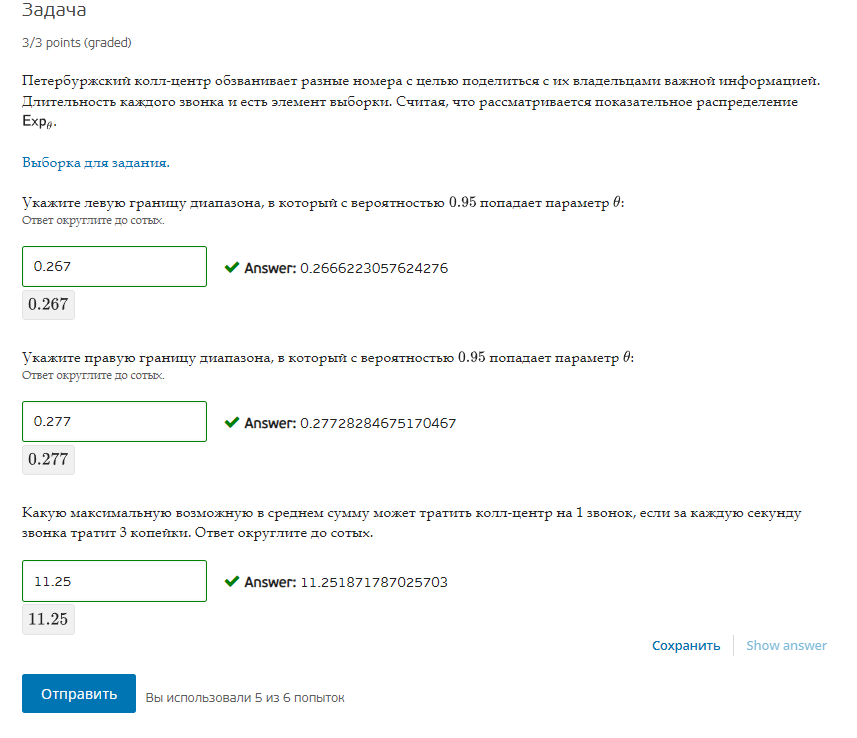 Задача
3/3 points (graded)
Петербуржский колл-центр обзванивает разные номера с целью поделиться с их владельцами важной информацией.
Длительность каждого звонка и есть элемент выборки. Считая, что рассматривается показательное распределение
Exp_θ.
Выборка для задания.
Укажите левую границу диапазона, в который с вероятностью 0.95 попадает параметр θ:
Ответ округлите до сотых.
0.267 Answer: 0.2666223057624276
0.267
Укажите правую границу диапазона, в который с вероятностью 0.95 попадает параметр θ:
Ответ округлите до сотых.
0.277 Answer: 0.27728284675170467
0.277
Какую максимальную возможную в среднем сумму может тратить колл-центр на 1 звонок, если за каждую секунду
звонка тратит 3 копейки. Ответ округлите до сотых.
11.25 Answer: 11.251871787025703
11.25
Сохранить Show answer
Отправить Вы использовали 5 из 6 попыток